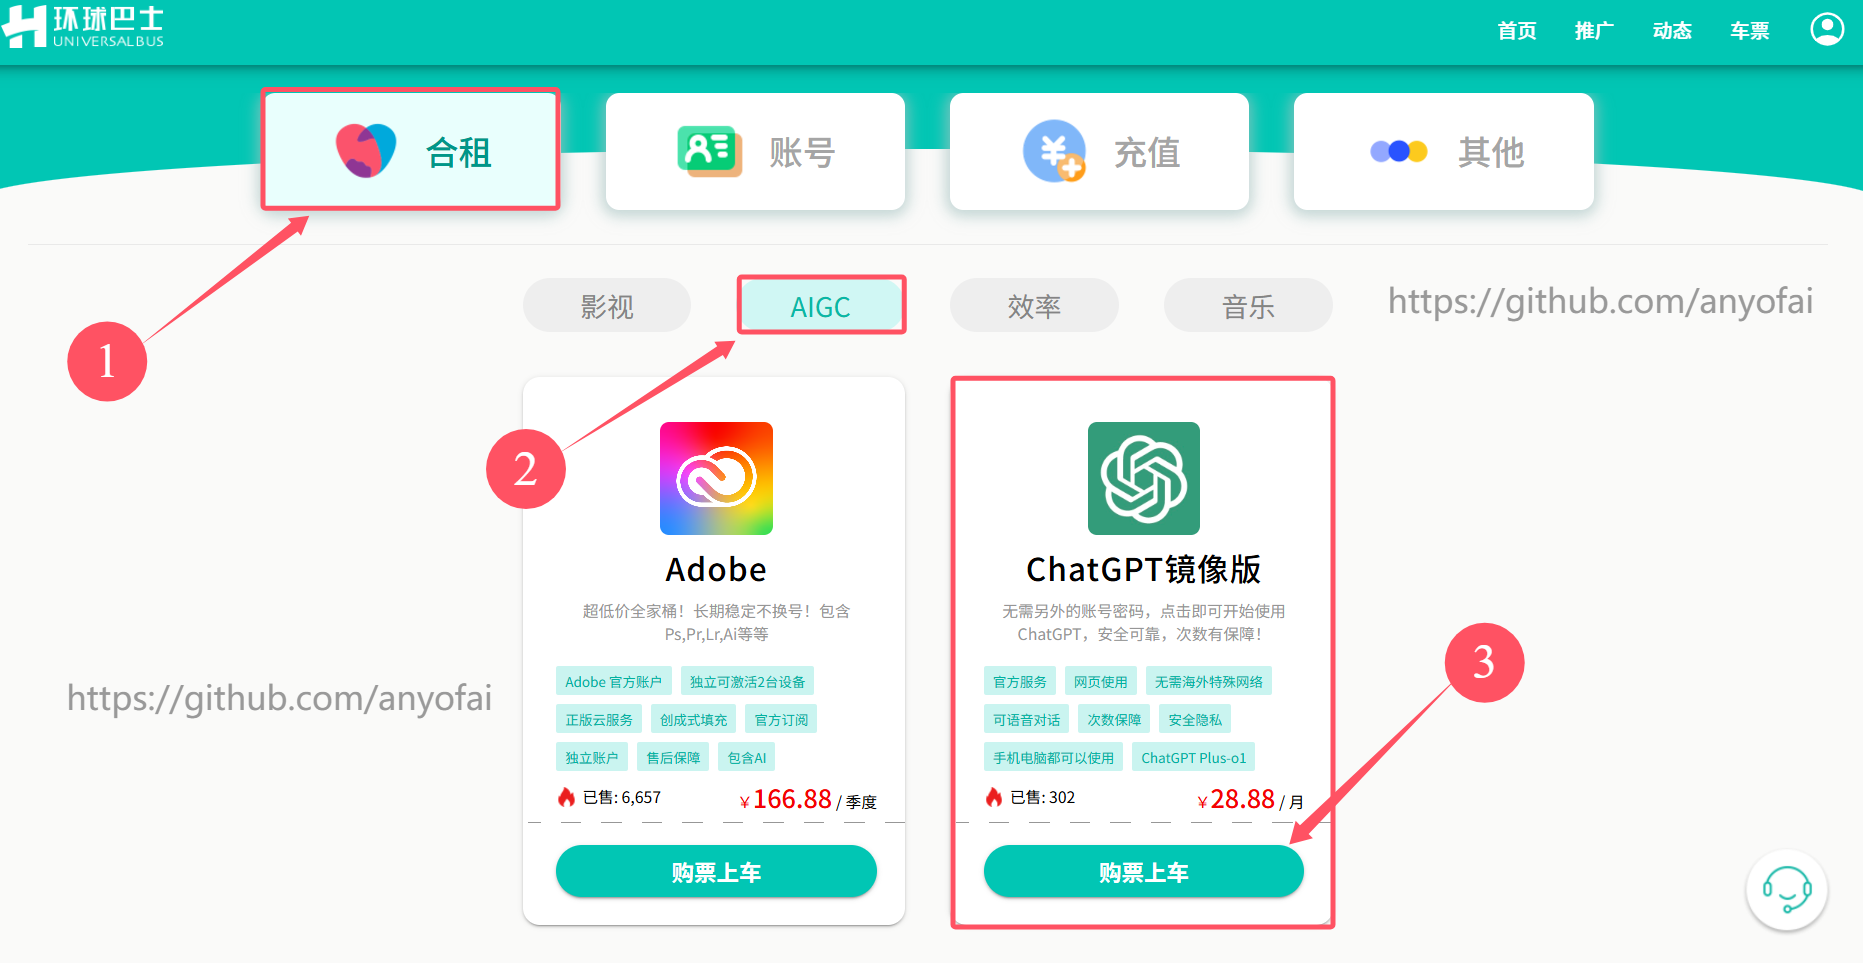 环球巴士
UNIVERSALBUS
首页 推广 动态 车票
合租 账号 充值 其他
1
影视 AIGC 效率 音乐
https://github.com/anyofai
2
Adobe
超低价全家桶！长期稳定不换号！包含
Ps,Pr,Lr,Ai等等
Adobe 官方账户 独立可激活2台设备
正版云服务 创成式填充 官方订阅
独立账户 售后保障 包含AI
已售: 6,657 ¥166.88 / 季度
购票上车
ChatGPT镜像版
无需另外的账号密码，点击即可开始使用
ChatGPT，安全可靠，次数有保障！
官方服务 网页使用 无需海外特殊网络
可语音对话 次数保障 安全隐私
手机电脑都可以使用 ChatGPT Plus-o1
已售: 302 ¥28.88 / 月
购票上车
3
https://github.com/anyofai